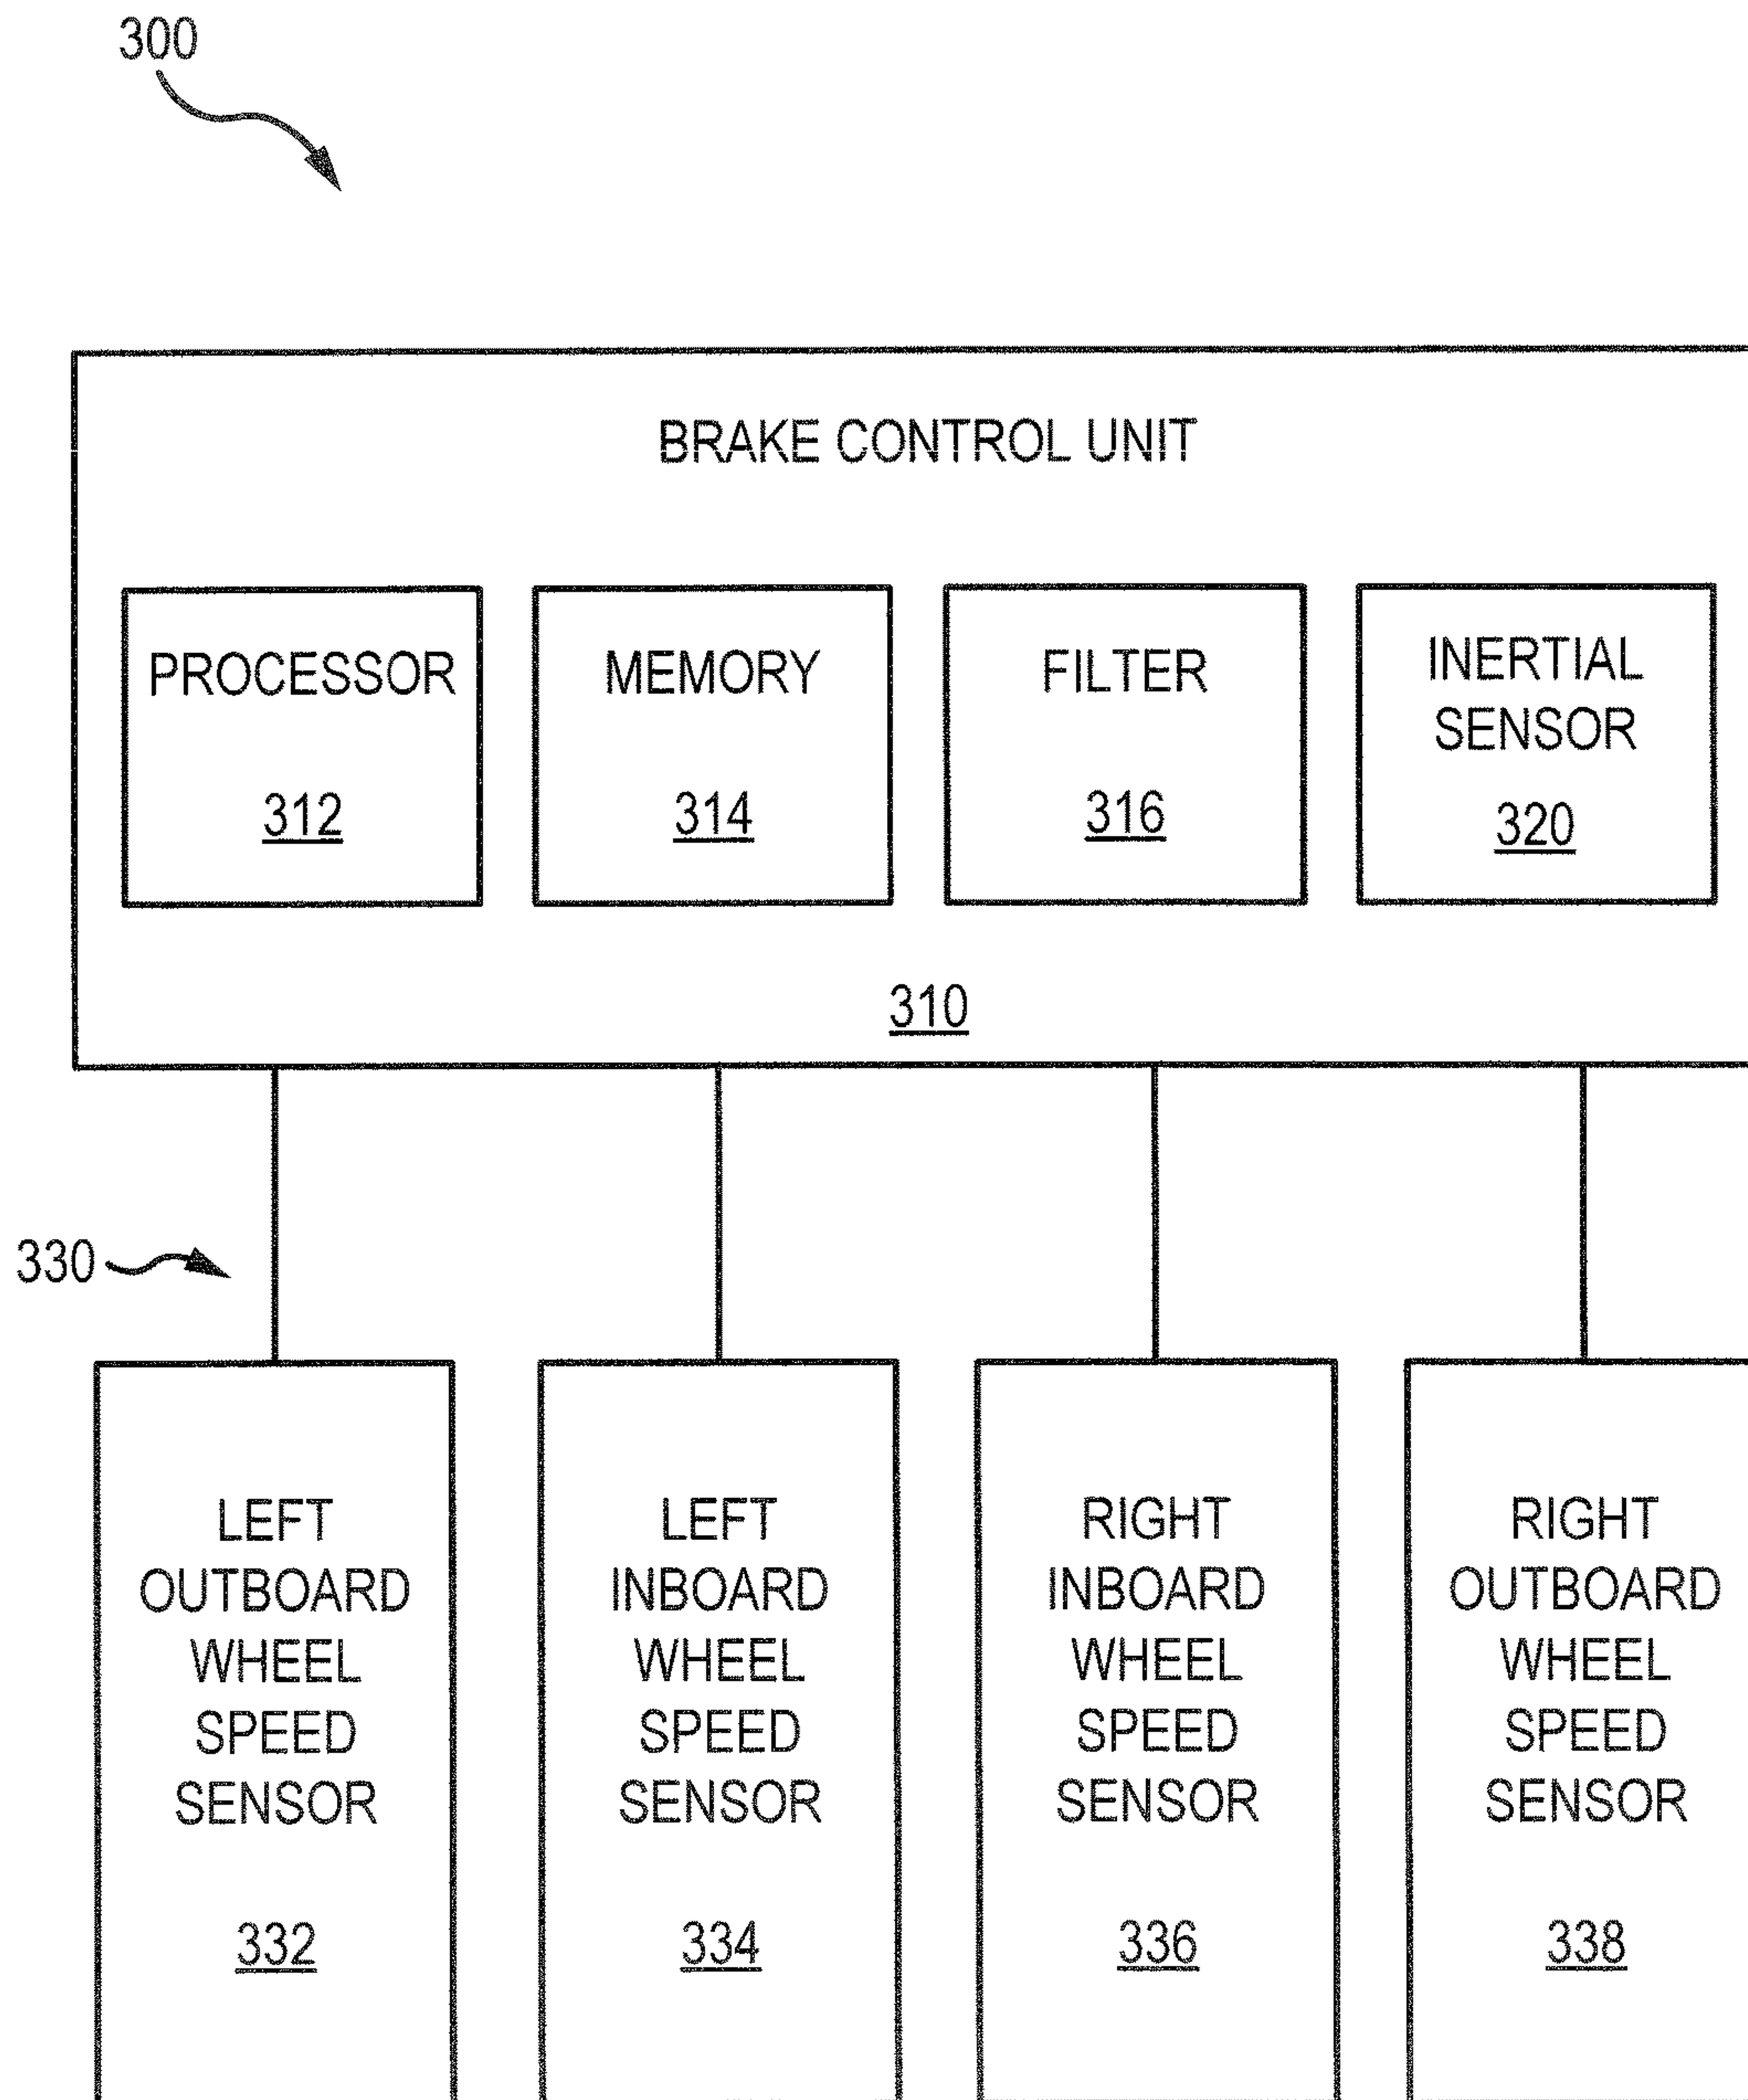 300
BRAKE CONTROL UNIT
PROCESSOR
312
MEMORY
314
FILTER
316
INERTIAL
SENSOR
320
310
330
LEFT
OUTBOARD
WHEEL
SPEED
SENSOR
332
LEFT
INBOARD
WHEEL
SPEED
SENSOR
334
RIGHT
INBOARD
WHEEL
SPEED
SENSOR
336
RIGHT
OUTBOARD
WHEEL
SPEED
SENSOR
338